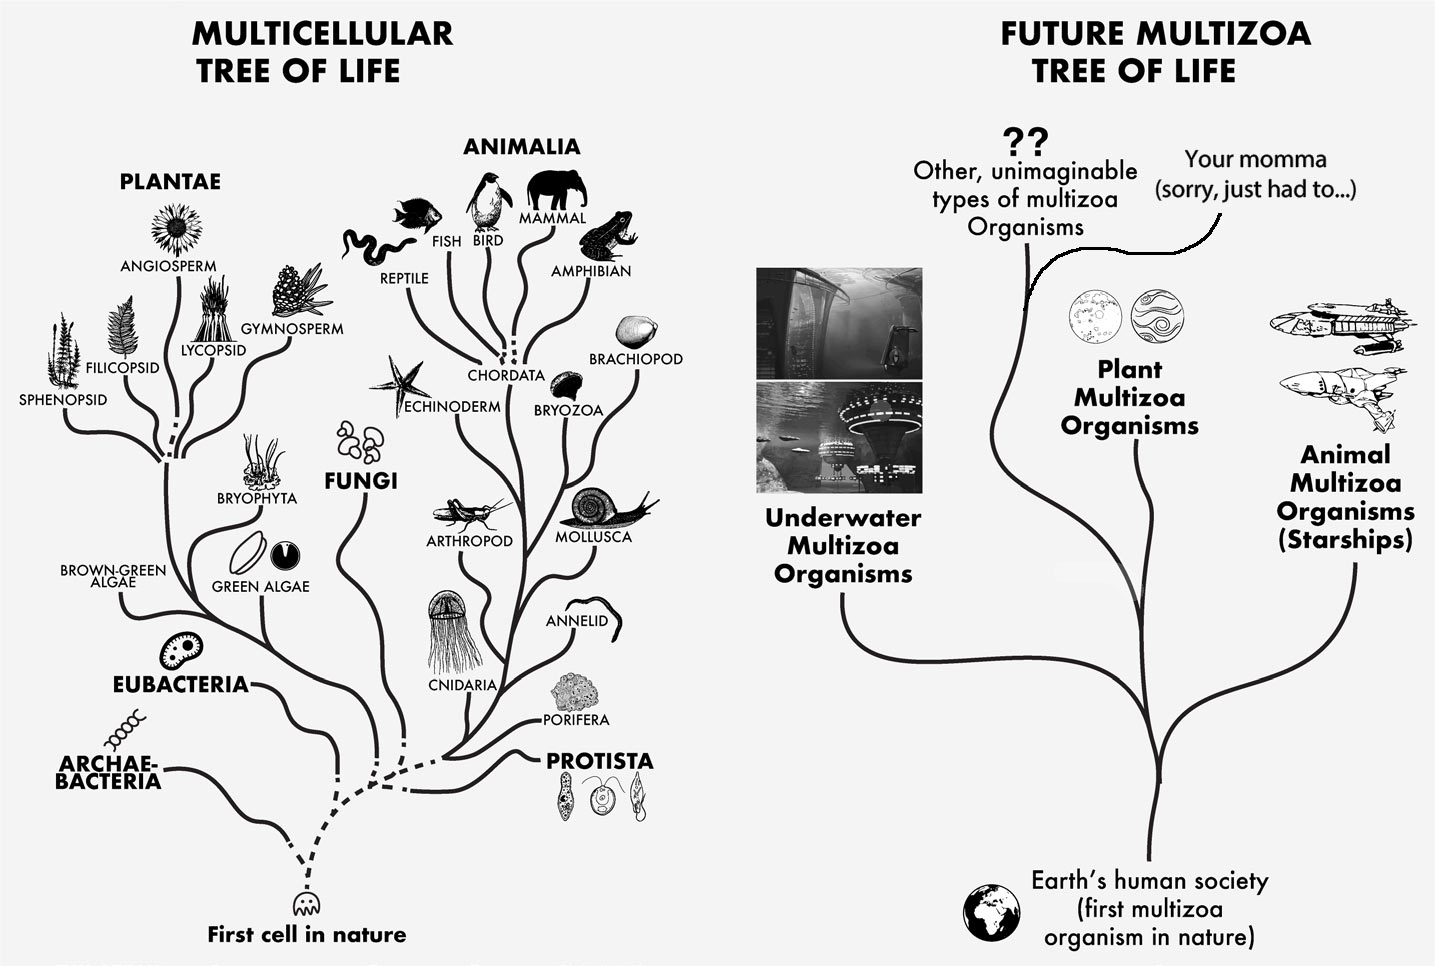 MULTICELLULAR
TREE OF LIFE
PLANTAE
ANGIOSPERM
GYMNOSPERM
LYCOPSID
FILICOPSID
SPHENOPSID
BRYOPHYTA
BROWN-GREEN
ALGAE
GREEN ALGAE
FUNGI
ANIMALIA
MAMMAL
BIRD
FISH
REPTILE
AMPHIBIAN
CHORDATA
BRACHIOPOD
ECHINODERM
BRYOZOA
ARTHROPOD
MOLLUSCA
ANNELID
CNIDARIA
PORIFERA
PROTISTA
EUBACTERIA
ARCHAE-
BACTERIA
First cell in nature
FUTURE MULTIZOA
TREE OF LIFE
??
Other, unimaginable
types of multizoa
Organisms
Your momma
(sorry, just had to...)
Plant
Multizoa
Organisms
Animal
Multizoa
Organisms
(Starships)
Underwater
Multizoa
Organisms
Earth's human society
(first multizoa
organism in nature)